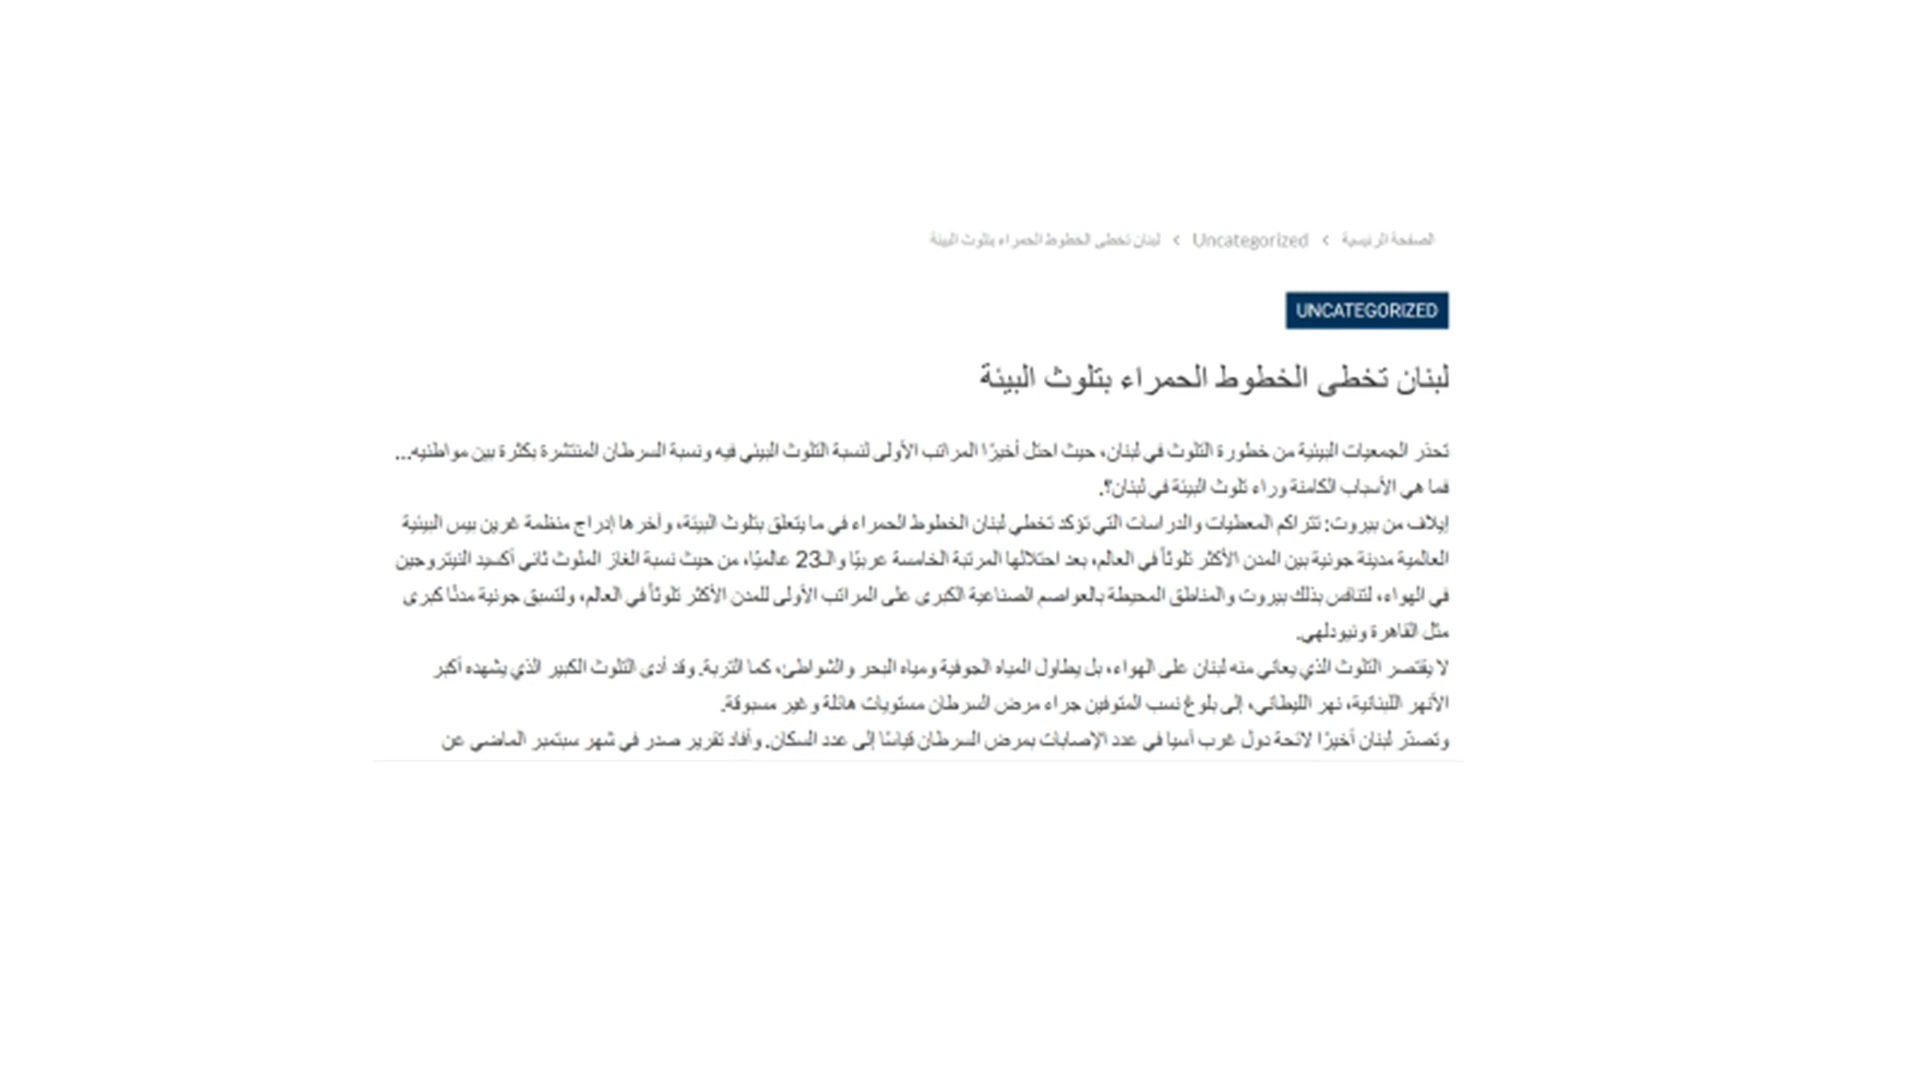 الصفحة الرئيسية › Uncategorized › لبنان تخطى الخطوط الحمراء بتلوث البيئة
UNCATEGORIZED
لبنان تخطى الخطوط الحمراء بتلوث البيئة
تحذر الجمعيات البيئية من خطورة التلوث في لبنان، حيث احتل أخيرًا المراتب الأولى لنسبة التلوث البيئي فيه ونسبة السرطان المنتشرة بكثرة بين مواطنيه...
فما هي الأسباب الكامنة وراء تلوث البيئة في لبنان؟.
إيلاف من بيروت: تتراكم المعطيات والدراسات التي تؤكد تخطي لبنان الخطوط الحمراء في ما يتعلق بتلوث البيئة، وآخرها إدراج منظمة غرين بيس البيئية
العالمية مدينة جونية بين المدن الأكثر تلوثاً في العالم، بعد احتلالها المرتبة الخامسة عربيًا والـ23 عالميًا، من حيث نسبة الغاز الملوث ثاني أكسيد النيتروجين
في الهواء، لتنافس بذلك بيروت والمناطق المحيطة بالعواصم الصناعية الكبرى على المراتب الأولى للمدن الأكثر تلوثاً في العالم، ولتسبق جونية مدنًا كبرى
مثل القاهرة ونيودلهي.
لا يقتصر التلوث الذي يعاني منه لبنان على الهواء، بل يطاول المياه الجوفية ومياه البحر والشواطئ، كما التربة. وقد أدى التلوث الكبير الذي يشهده أكبر
الأنهر اللبنانية، نهر الليطاني، إلى بلوغ نسب المتوفين جراء مرض السرطان مستويات هائلة وغير مسبوقة.
وتصدّر لبنان أخيرًا لائحة دول غرب آسيا في عدد الإصابات بمرض السرطان قياسًا إلى عدد السكان. وأفاد تقرير صدر في شهر سبتمبر الماضي عن